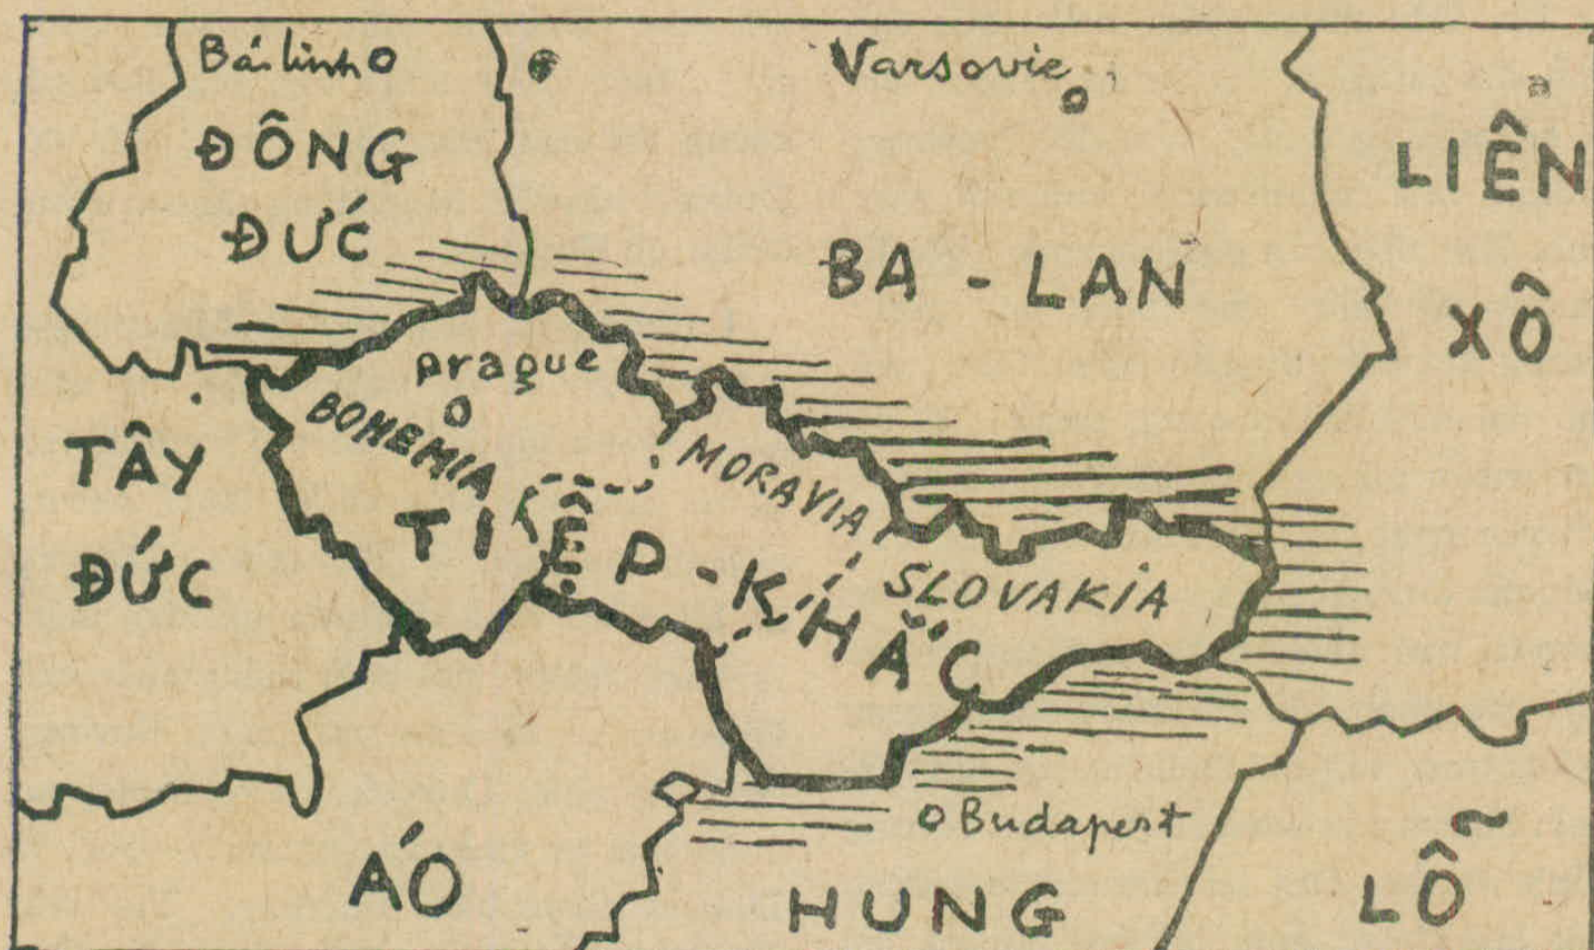 Bá-linh
Varsovie
ĐÔNG
ĐỨC
LIÊN
XÔ
BA - LAN
prague
BOHEMIA
MORAVIA
TÂY
ĐỨC
TIỆP-KHẮC
SLOVAKIA
Budapest
ÁO
HUNG
LỖ